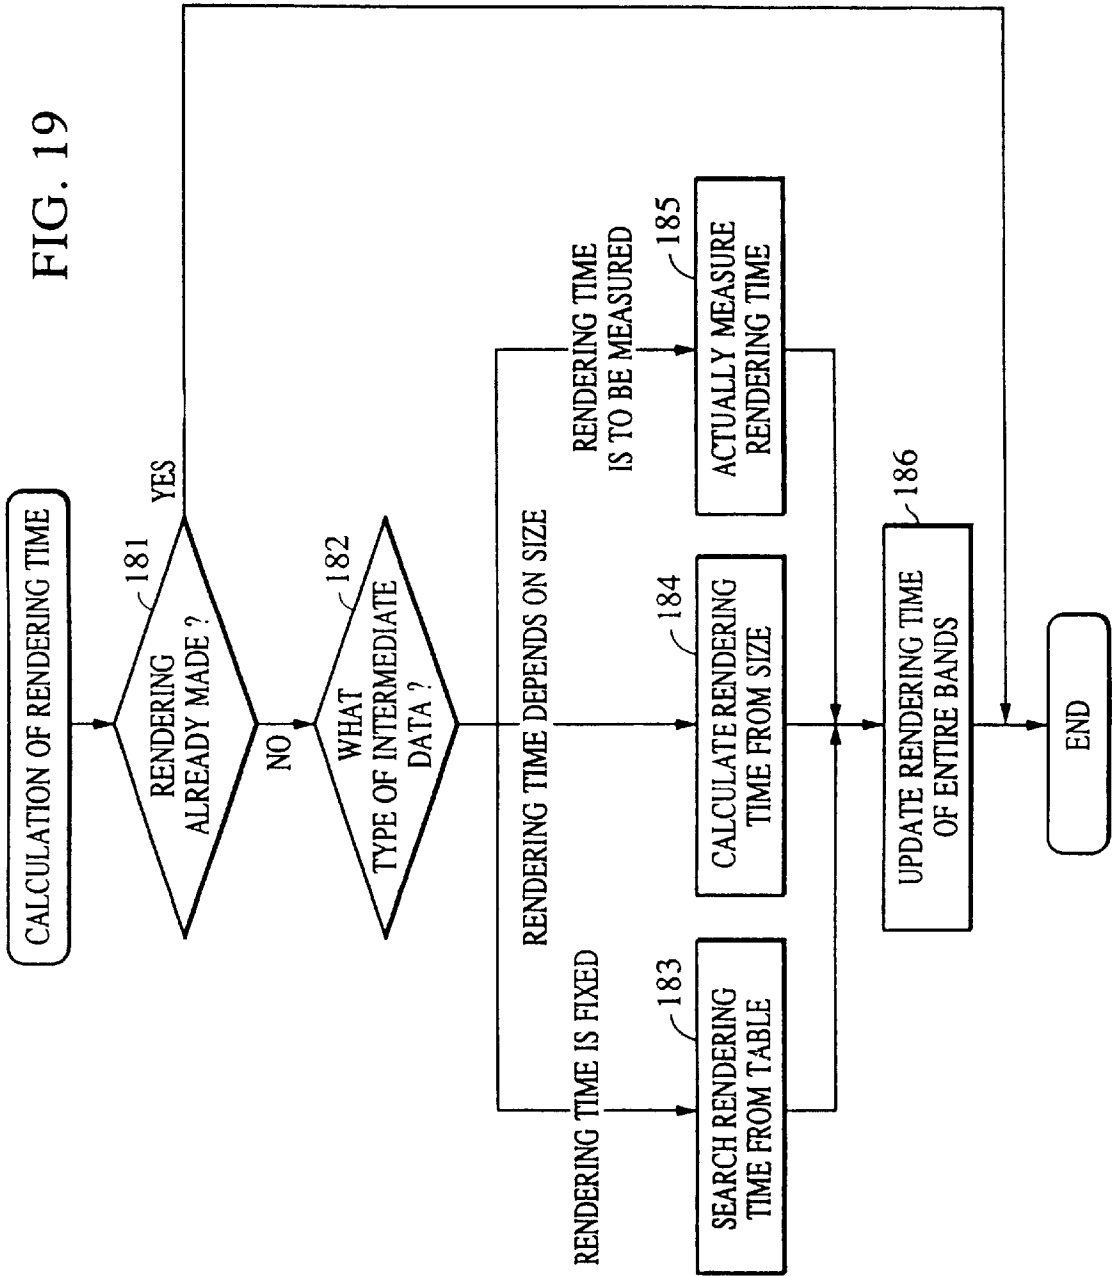 FIG. 19
CALCULATION OF RENDERING TIME
181
RENDERING
ALREADY MADE ?
YES
NO
182
WHAT
TYPE OF INTERMEDIATE
DATA ?
RENDERING TIME IS FIXED
RENDERING TIME DEPENDS ON SIZE
RENDERING TIME
IS TO BE MEASURED
183
SEARCH RENDERING
TIME FROM TABLE
184
CALCULATE RENDERING
TIME FROM SIZE
185
ACTUALLY MEASURE
RENDERING TIME
186
UPDATE RENDERING TIME
OF ENTIRE BANDS
END